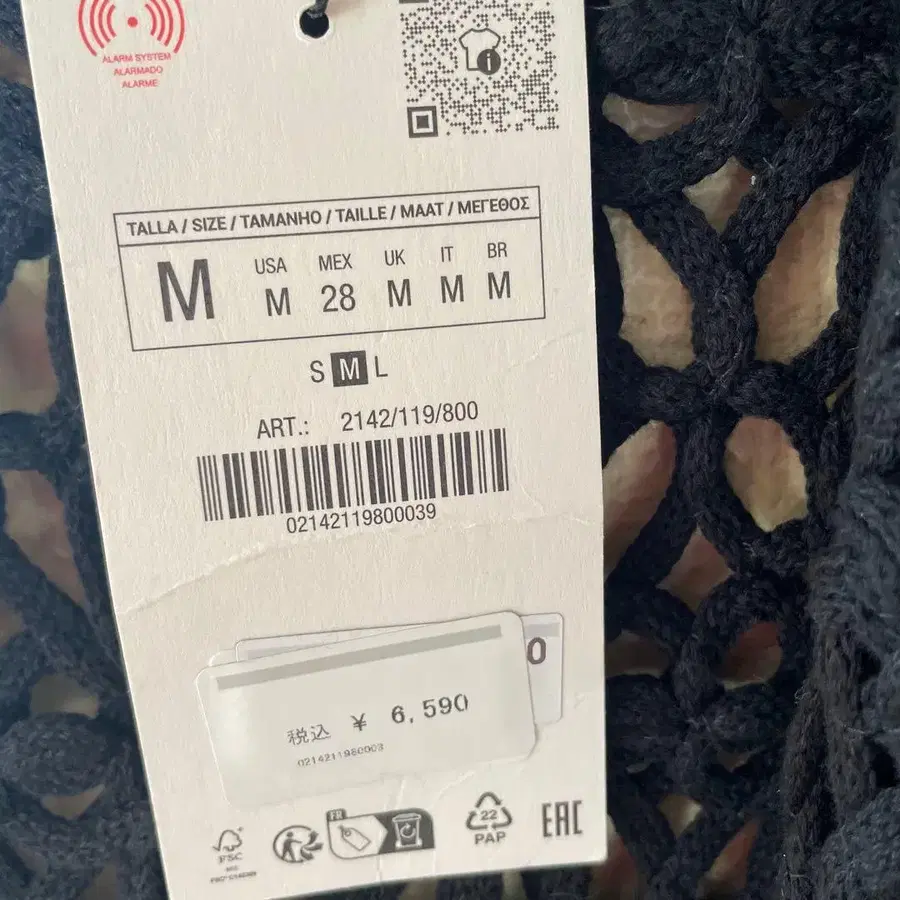 ALARM SYSTEM
ALARMADO
ALARME
TALLA / SIZE / TAMANHO / TAILLE / MAAT / ΜΕΓΕΘΟΣ
M
USA MEX UK IT BR
M 28 M M M
S M L
ART.: 2142/119/800
02142119800039
0
税込 ¥ 6,590
0214211980003
FSC
FR
22
PAP
EAC